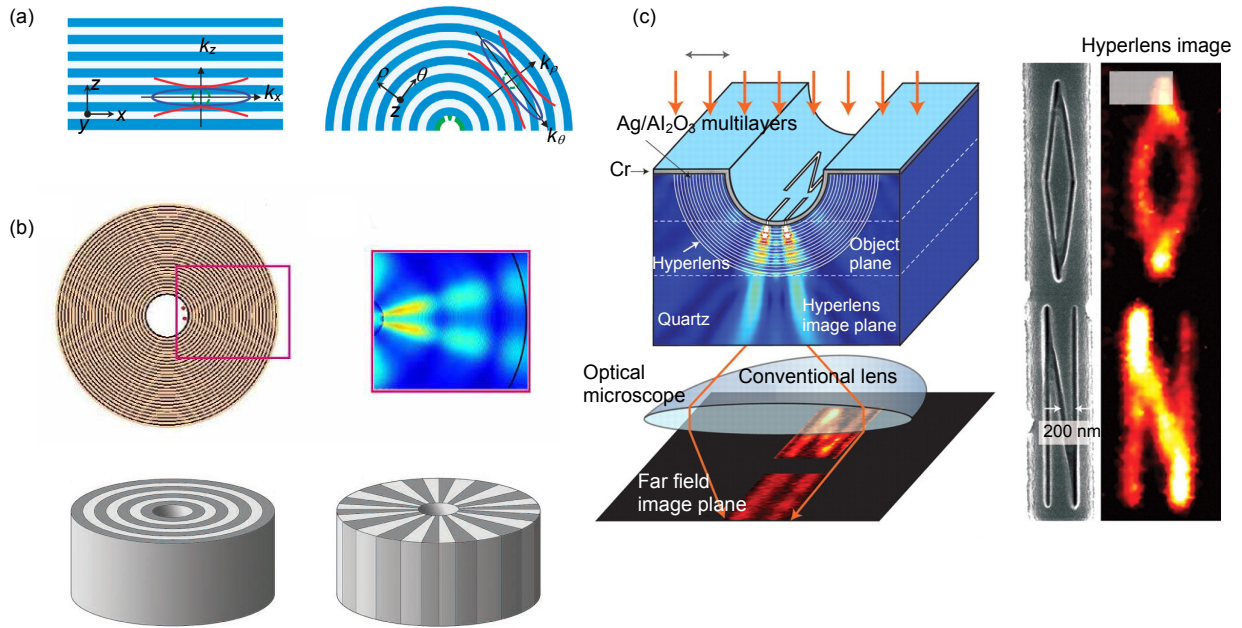 (a)
k_z
z
k_x
y
x
ρ
θ
z
k_ρ
k_θ
(b)
(c)
Ag/Al₂O₃ multilayers
Cr
Hyperlens
Object
plane
Quartz
Hyperlens
image plane
Optical
microscope
Conventional lens
Far field
image plane
Hyperlens image
200 nm